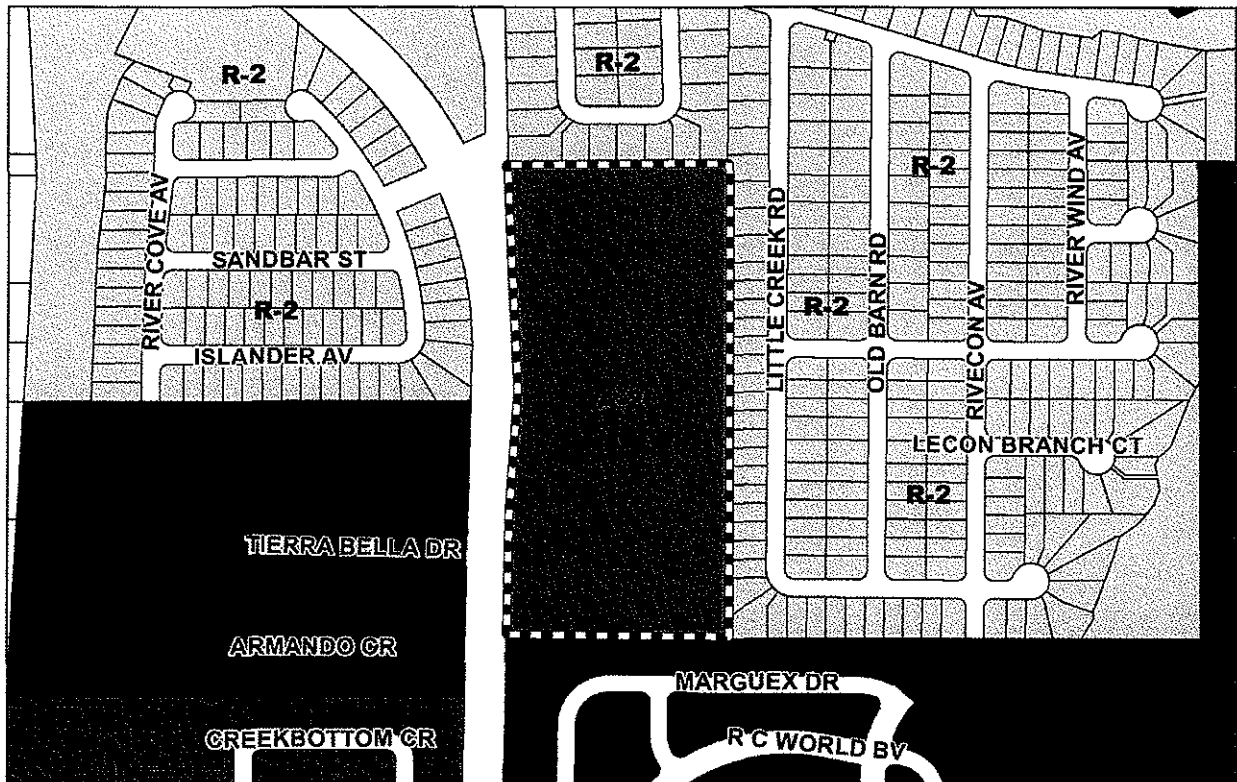 R-2
R-2
R-2
RIVER COVE AV
SANDBAR ST
R-2
ISLANDER AV
LITTLE CREEK RD
R-2
OLD BARN RD
RIVECON AV
RIVER WIND AV
LECON BRANCH CT
R-2
TIERRA BELLA DR
ARMANDO CR
MARGUEX DR
CREEKBOTTOM CR
R C WORLD BV